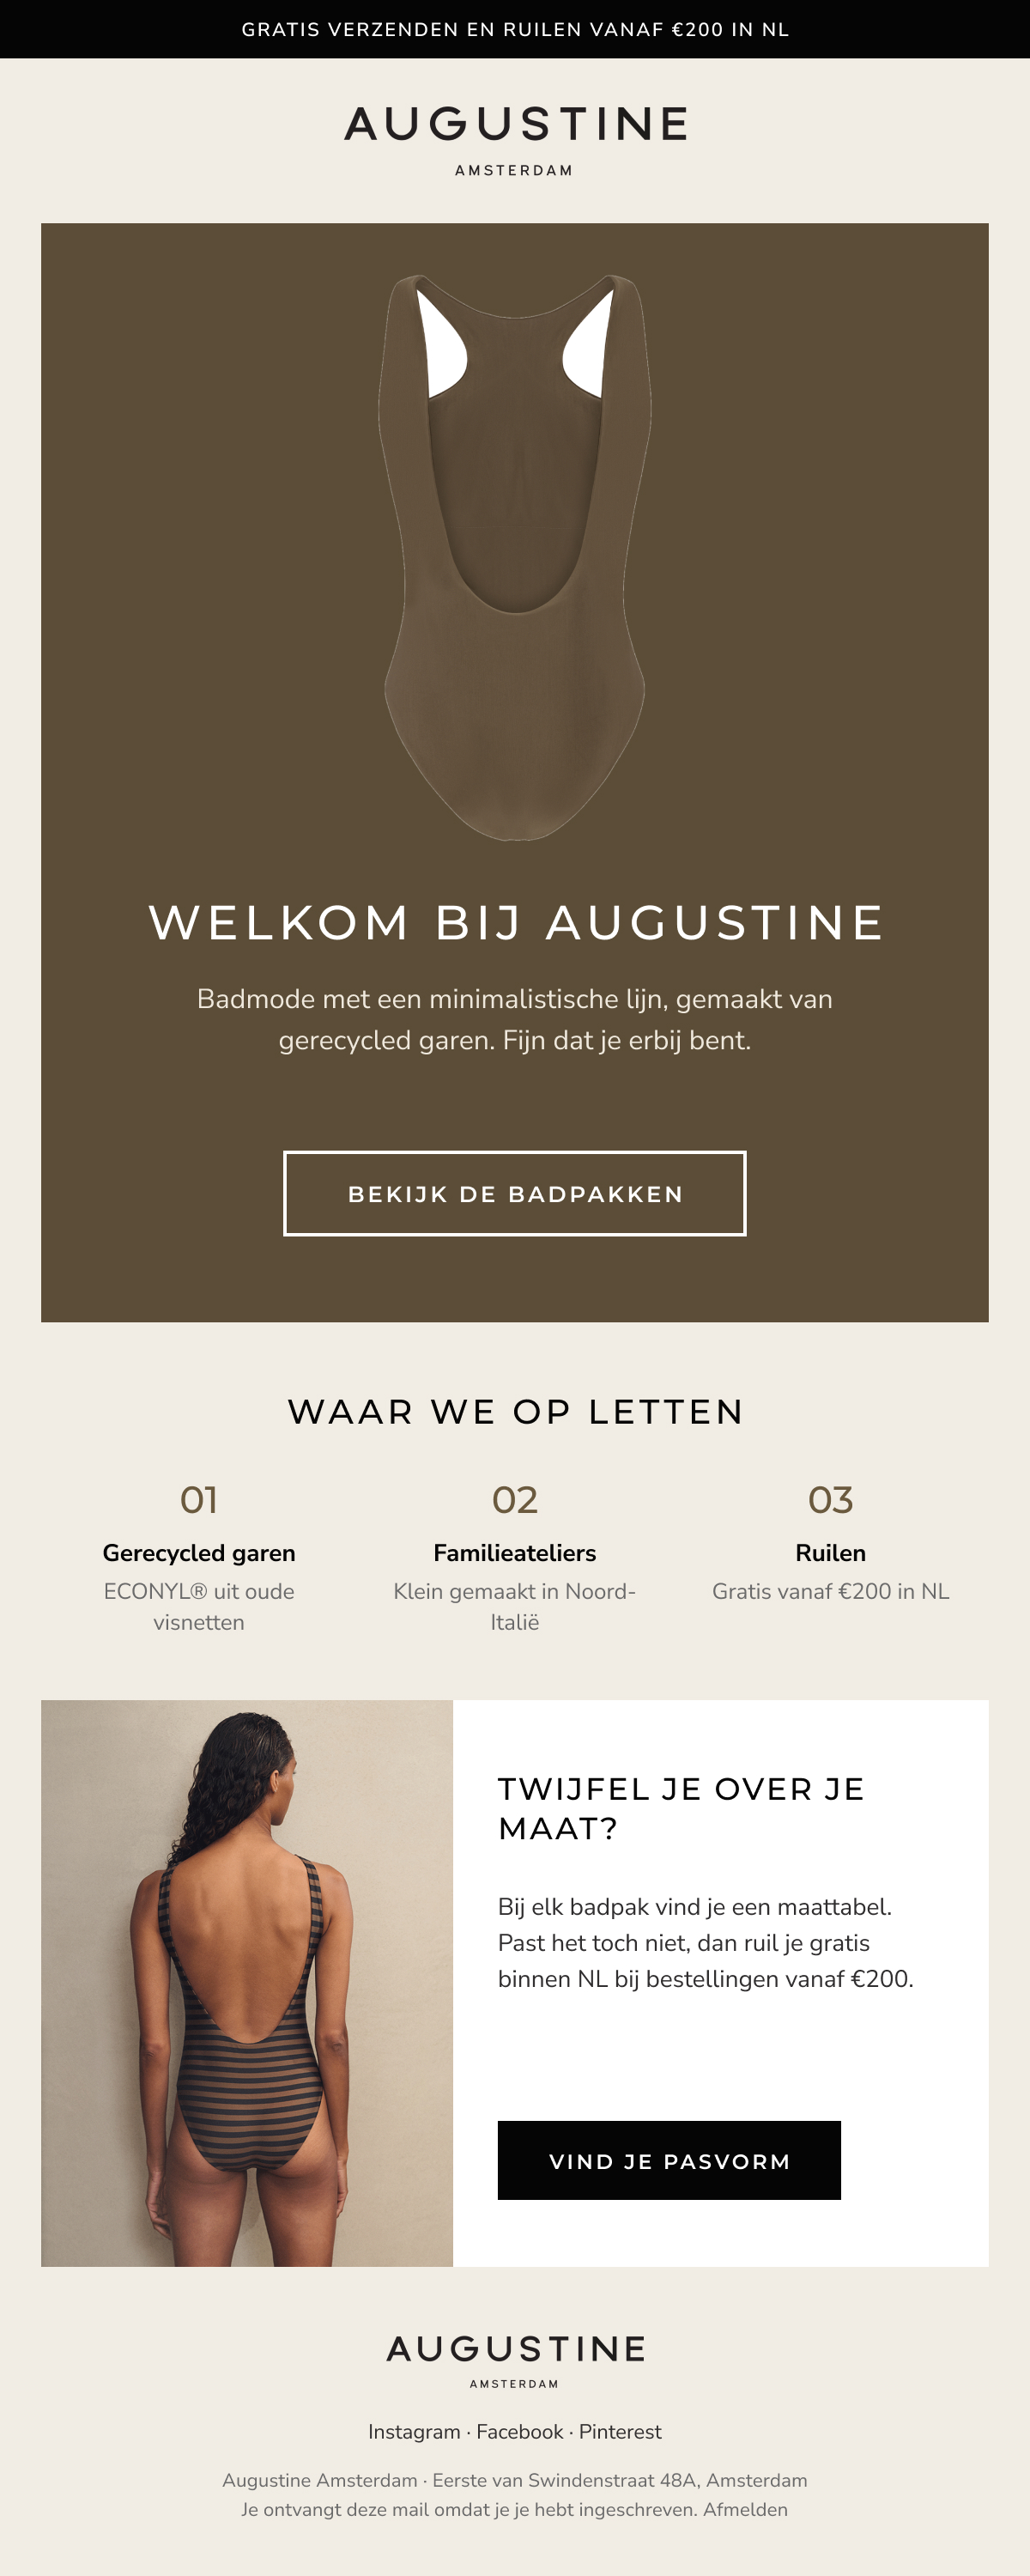 GRATIS VERZENDEN EN RUILEN VANAF €200 IN NL
AUGUSTINE
AMSTERDAM
WELKOM BIJ AUGUSTINE
Badmode met een minimalistische lijn, gemaakt van
gerecycled garen. Fijn dat je erbij bent.
BEKIJK DE BADPAKKEN
WAAR WE OP LETTEN
01
Gerecycled garen
ECONYL® uit oude
visnetten
02
Familieateliers
Klein gemaakt in Noord-
Italië
03
Ruilen
Gratis vanaf €200 in NL
TWIJFEL JE OVER JE
MAAT?
Bij elk badpak vind je een maattabel.
Past het toch niet, dan ruil je gratis
binnen NL bij bestellingen vanaf €200.
VIND JE PASVORM
AUGUSTINE
AMSTERDAM
Instagram · Facebook · Pinterest
Augustine Amsterdam · Eerste van Swindenstraat 48A, Amsterdam
Je ontvangt deze mail omdat je je hebt ingeschreven. Afmelden